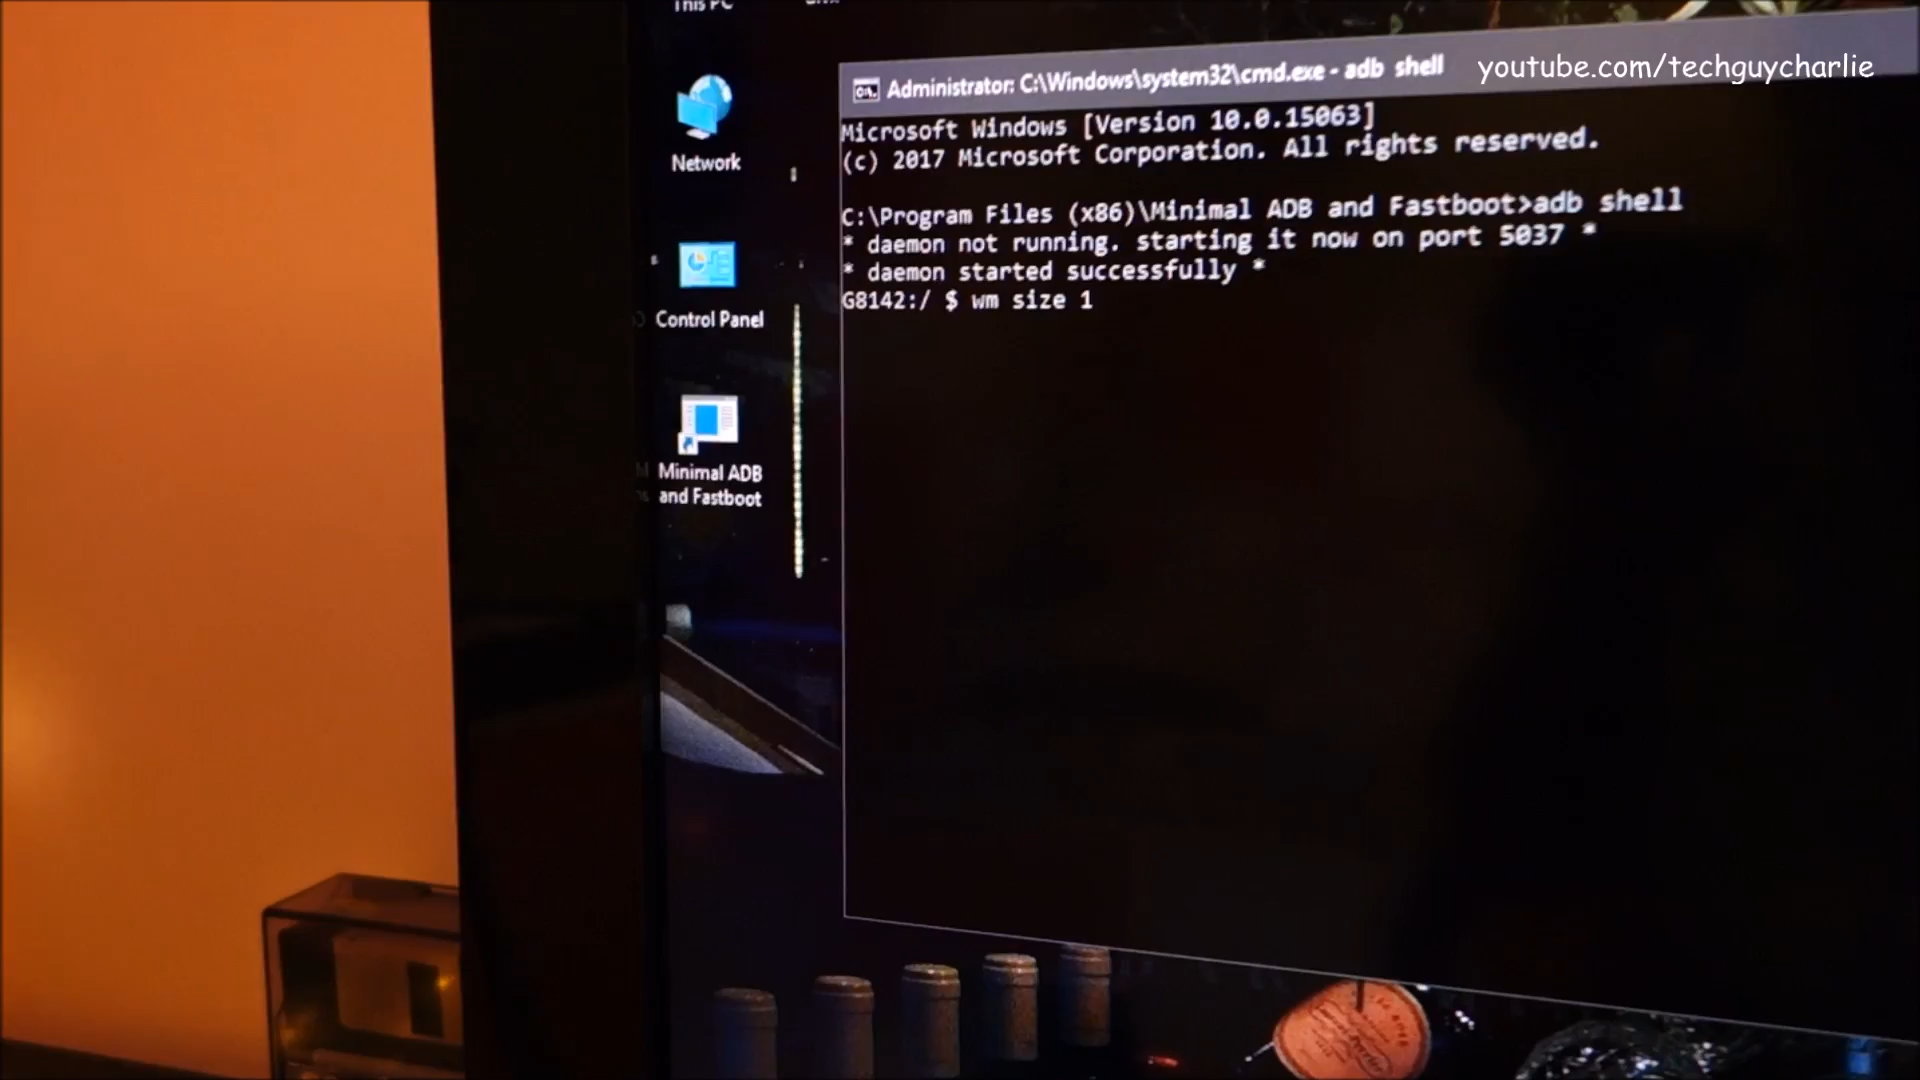 This PC
youtube.com/techguycharlie
Administrator: C:\Windows\system32\cmd.exe - adb shell
Microsoft Windows [Version 10.0.15063]
(c) 2017 Microsoft Corporation. All rights reserved.
C:\Program Files (x86)\Minimal ADB and Fastboot>adb shell
* daemon not running. starting it now on port 5037 *
* daemon started successfully *
G8142:/ $ wm size 1
Network
Control Panel
Minimal ADB
and Fastboot